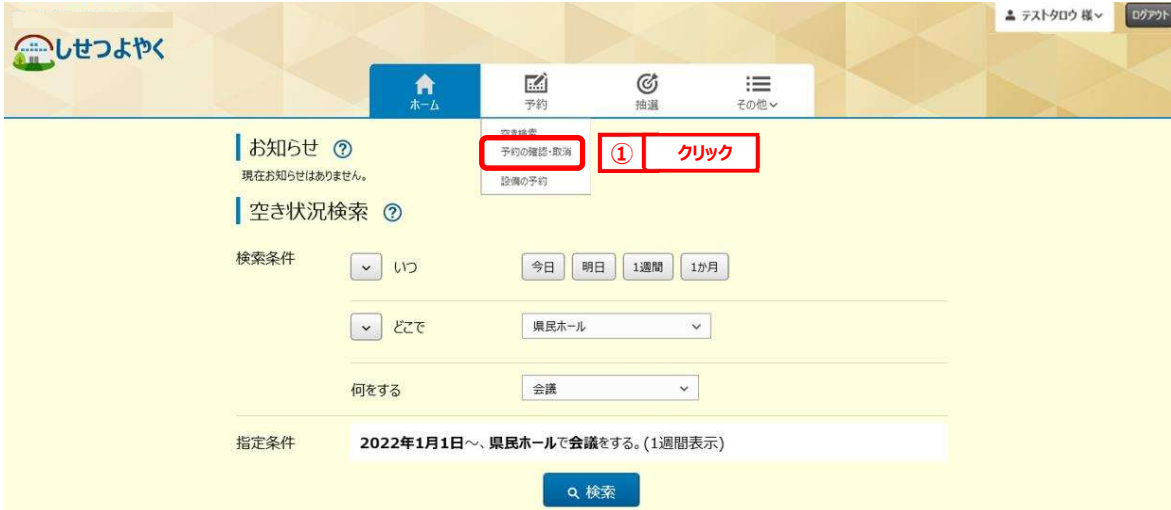 テストタロウ 様
ログアウト
しせつよやく
ホーム
予約
抽選
その他
空き検索
予約の確認・取消
① クリック
設備の予約
お知らせ ?
現在お知らせはありません。
空き状況検索 ?
検索条件
いつ
今日 明日 1週間 1か月
どこで
県民ホール
何をする
会議
指定条件
2022年1月1日～、県民ホールで会議をする。(1週間表示)
検索